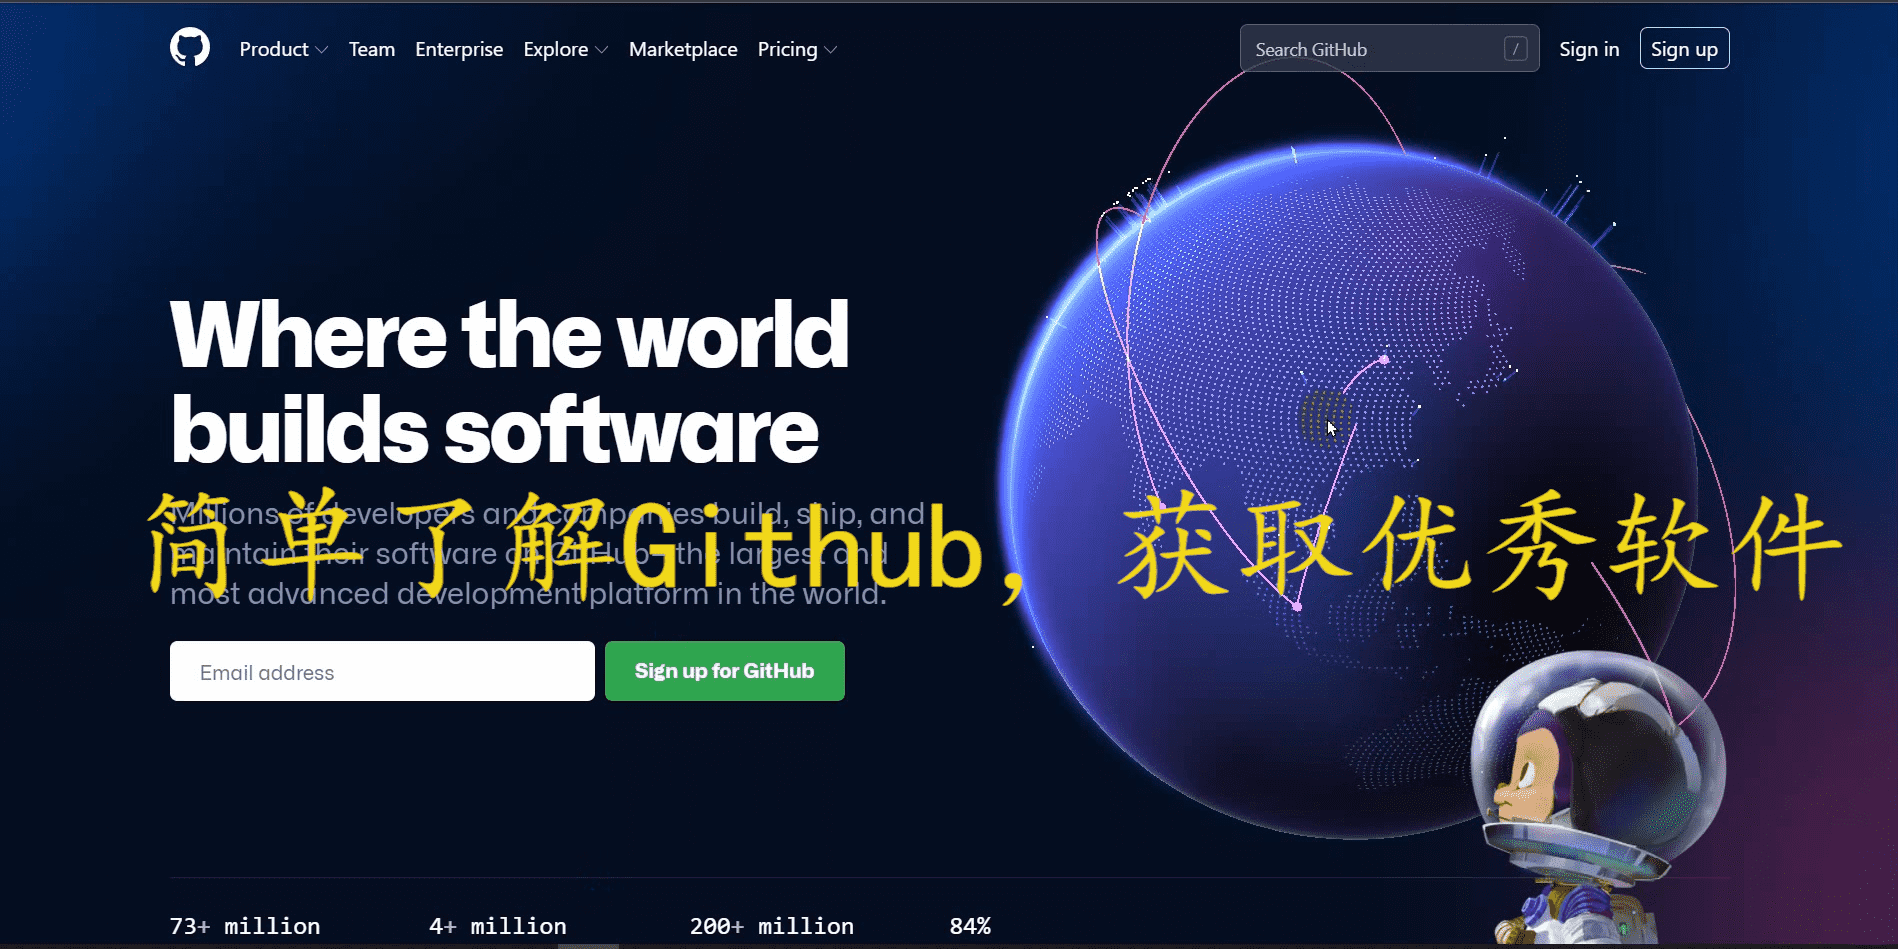 Product Team Enterprise Explore Marketplace Pricing Search GitHub / Sign in Sign up
Where the world
builds software
Millions of developers and companies build, ship, and
maintain their software on GitHub—the largest and
most advanced development platform in the world.
简单了解Github，获取优秀软件
Email address Sign up for GitHub
73+ million 4+ million 200+ million 84%